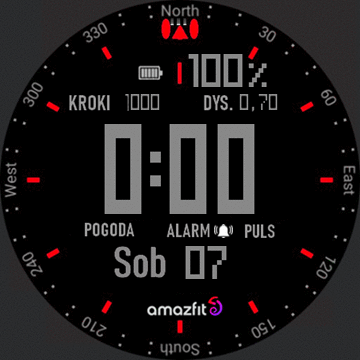 North
330
30
100%
300
60
KROKI 1000 DYS. 0,70
0:00
West
East
POGODA ALARM PULS
Sob 07
240
120
amazfit
210
150
South